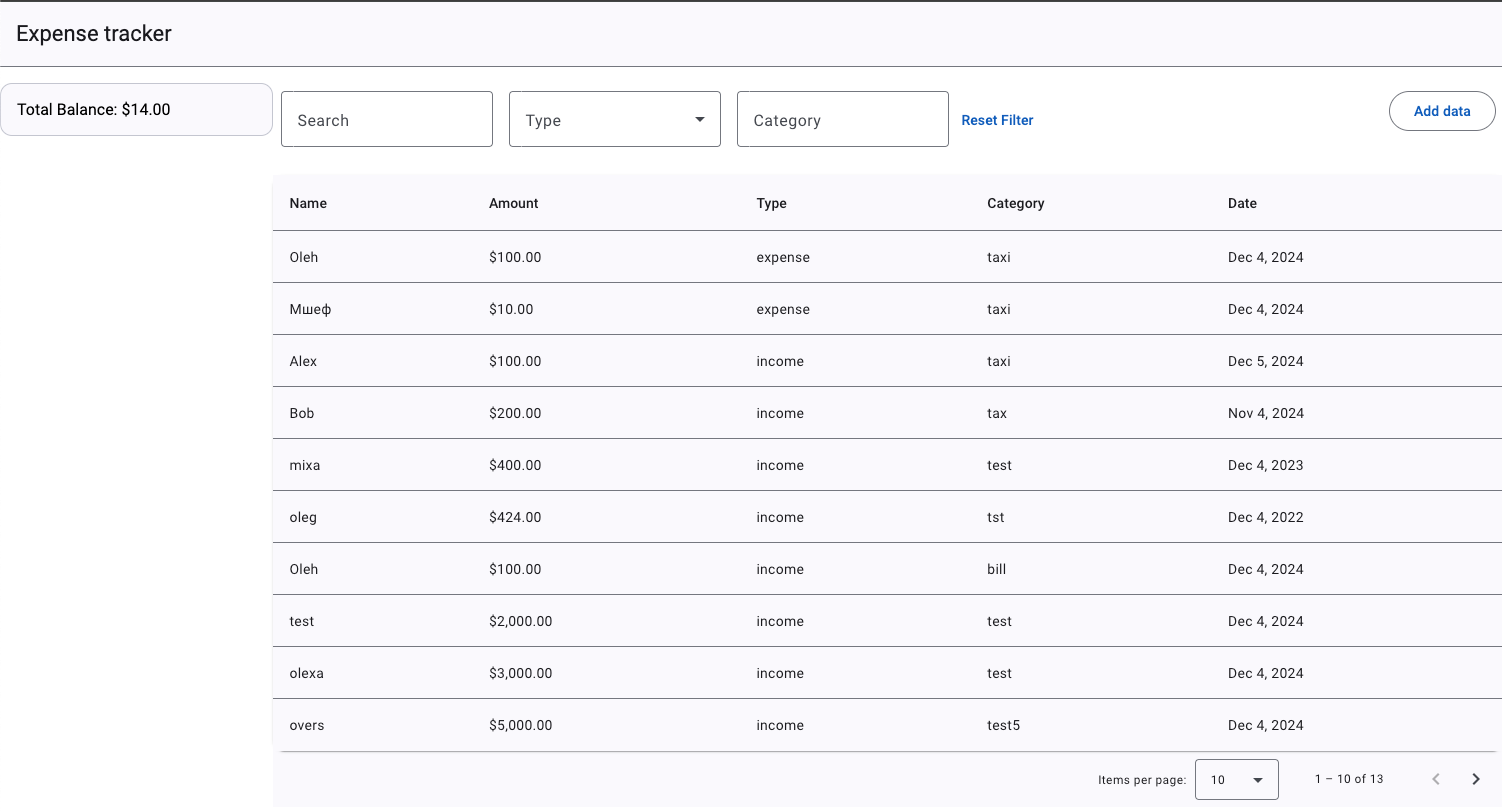 Expense tracker
Total Balance: $14.00
Search
Type
Category
Reset Filter
Add data
Name Amount Type Category Date
Oleh $100.00 expense taxi Dec 4, 2024
Мшеф $10.00 expense taxi Dec 4, 2024
Alex $100.00 income taxi Dec 5, 2024
Bob $200.00 income tax Nov 4, 2024
mixa $400.00 income test Dec 4, 2023
oleg $424.00 income tst Dec 4, 2022
Oleh $100.00 income bill Dec 4, 2024
test $2,000.00 income test Dec 4, 2024
olexa $3,000.00 income test Dec 4, 2024
overs $5,000.00 income test5 Dec 4, 2024
Items per page: 10 1 – 10 of 13